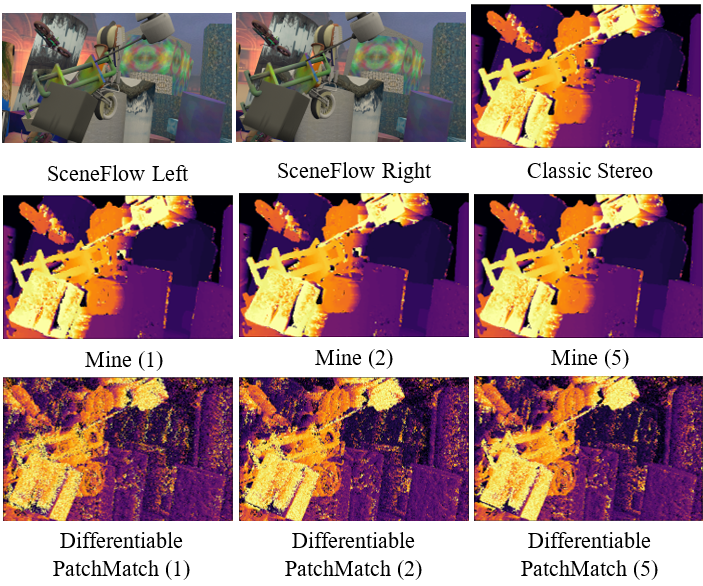 SceneFlow Left
SceneFlow Right
Classic Stereo
Mine (1)
Mine (2)
Mine (5)
Differentiable
PatchMatch (1)
Differentiable
PatchMatch (2)
Differentiable
PatchMatch (5)